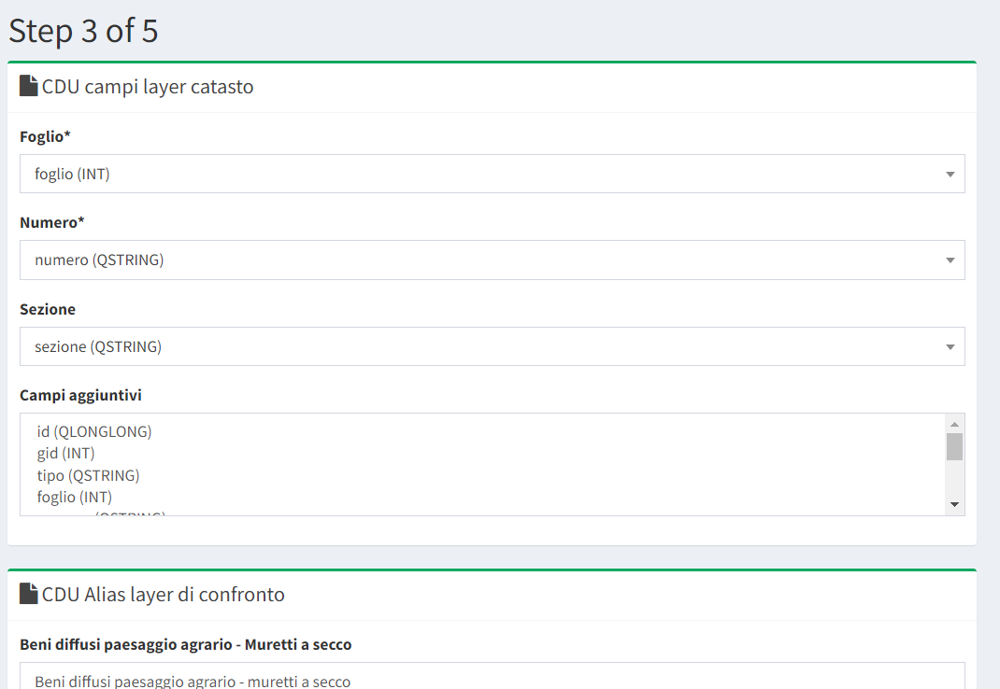 Step 3 of 5
CDU campi layer catasto
Foglio*
foglio (INT)
Numero*
numero (QSTRING)
Sezione
sezione (QSTRING)
Campi aggiuntivi
id (QLONGLONG)
gid (INT)
tipo (QSTRING)
foglio (INT)
(QSTRING)
CDU Alias layer di confronto
Beni diffusi paesaggio agrario - Muretti a secco
Beni diffusi paesaggio agrario - muretti a secco